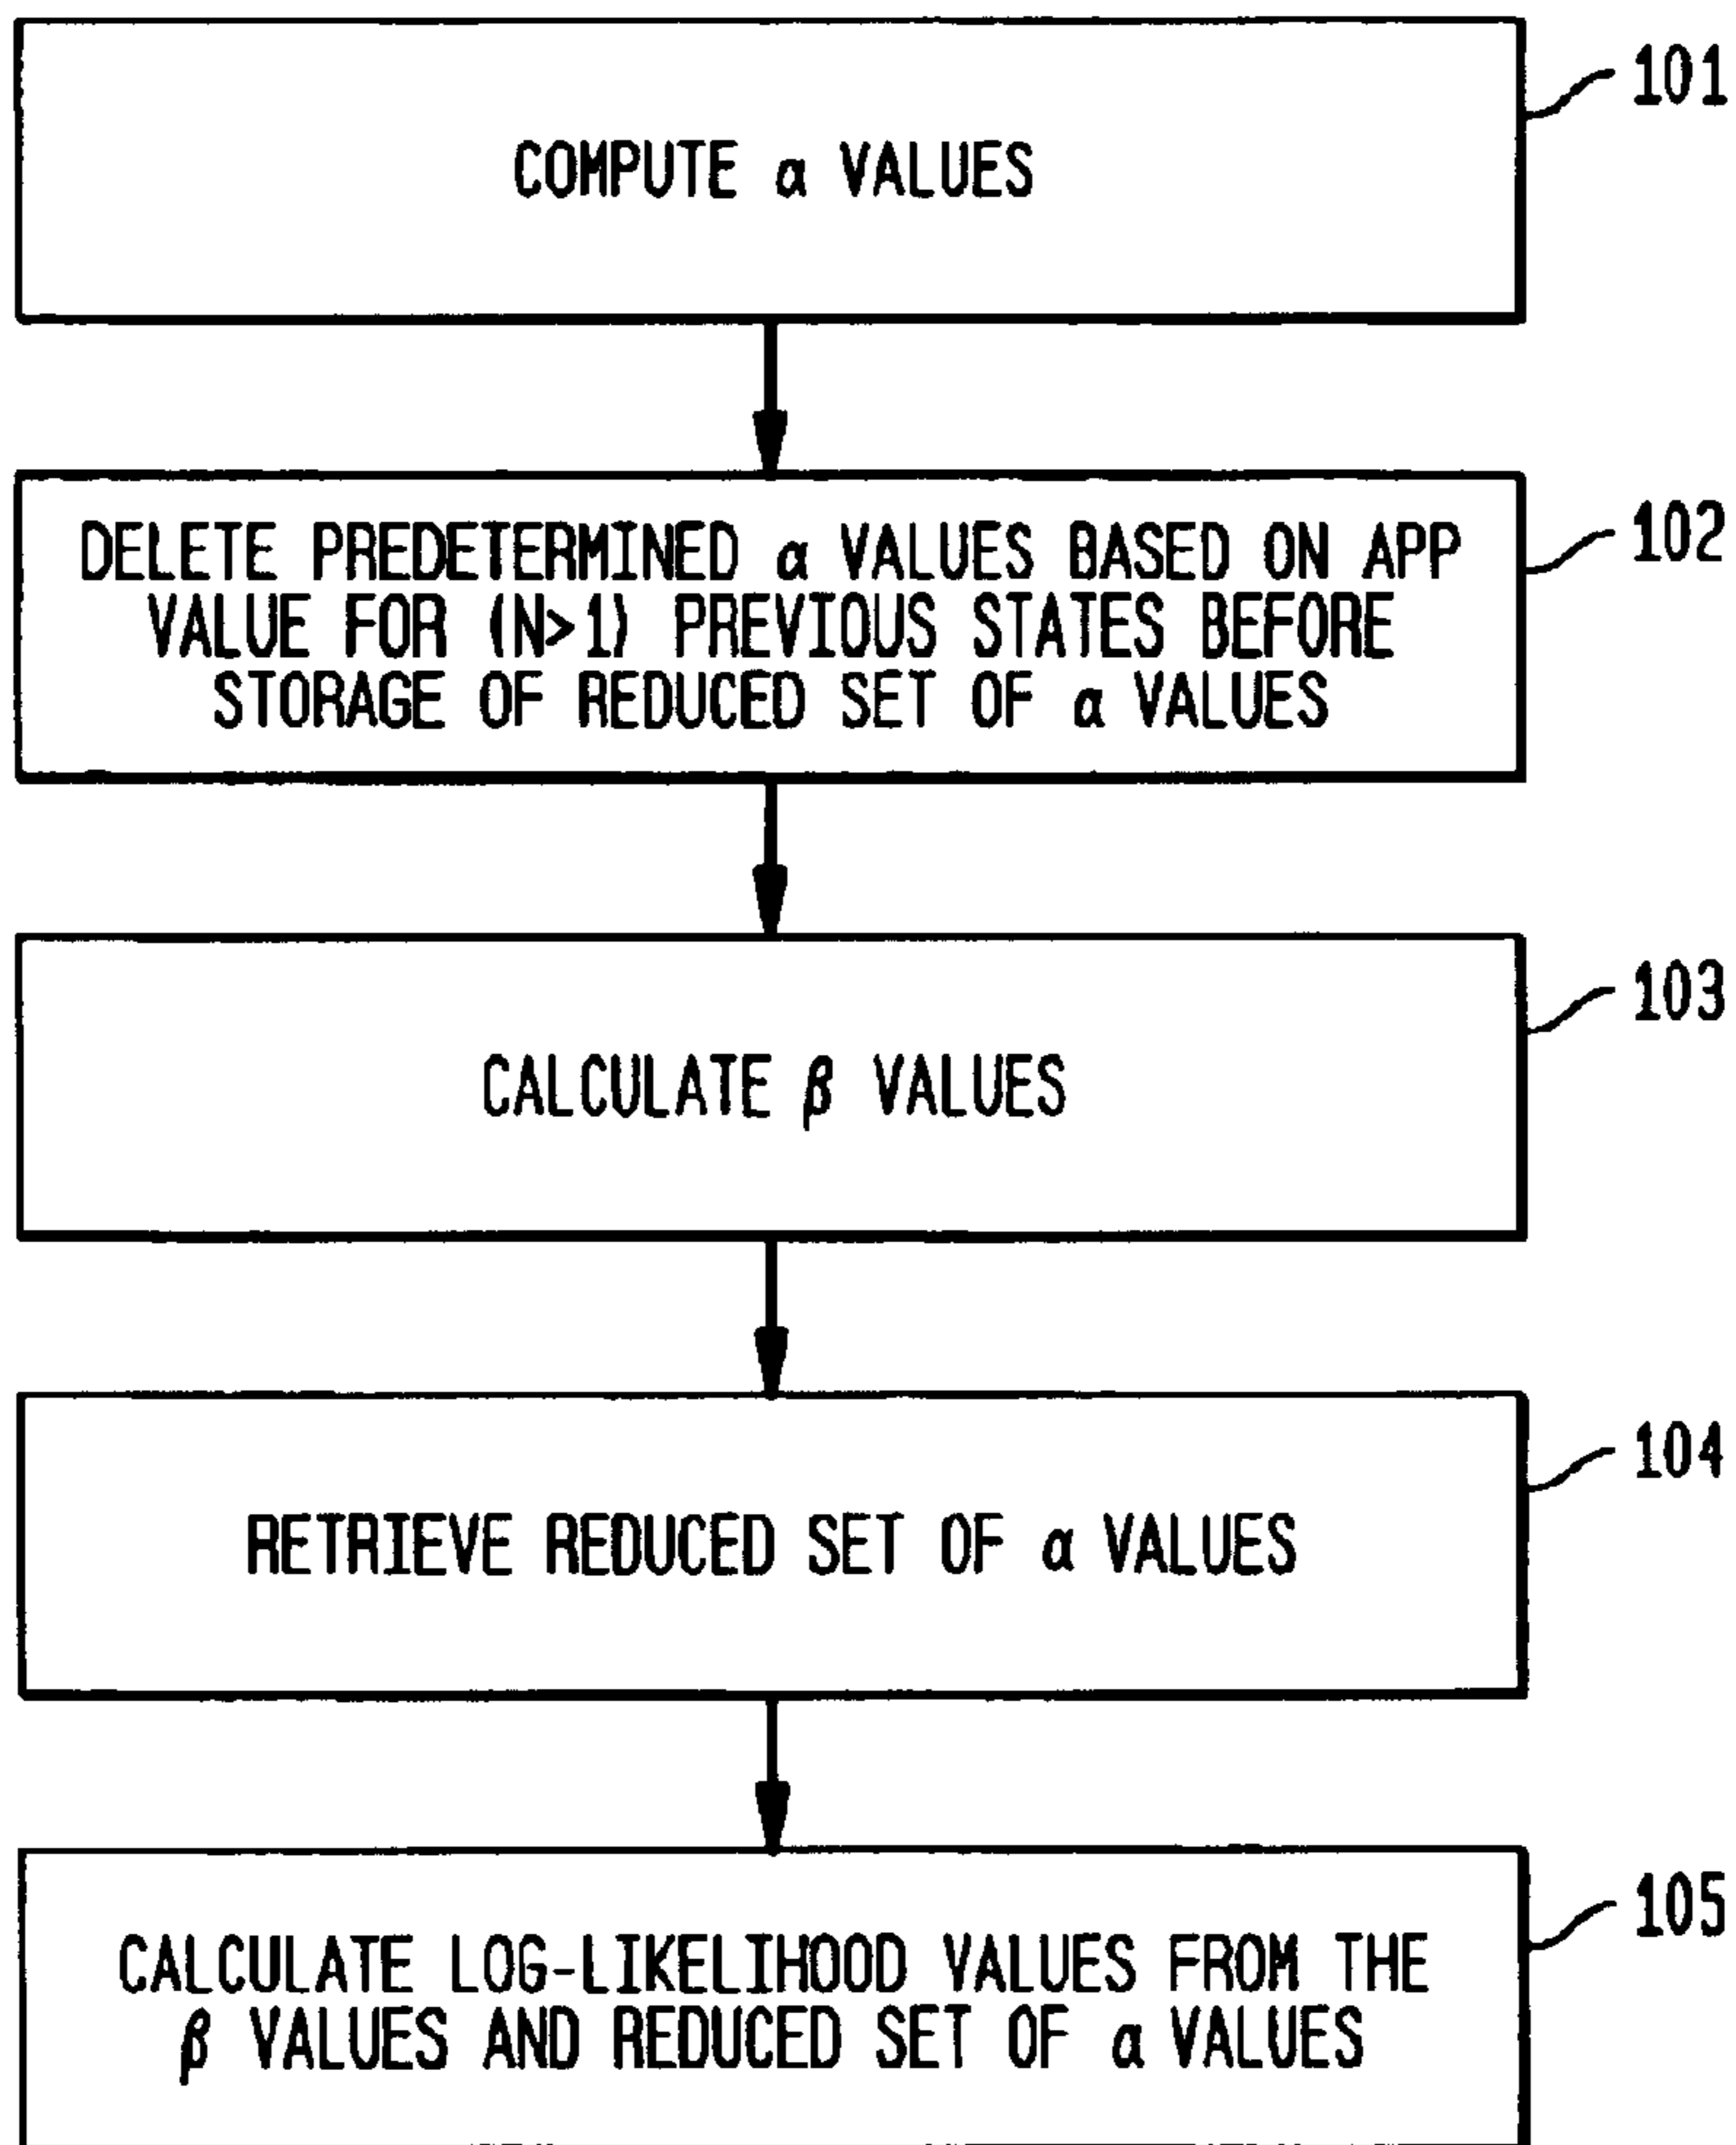 COMPUTE α VALUES
101
DELETE PREDETERMINED α VALUES BASED ON APP
VALUE FOR (N>1) PREVIOUS STATES BEFORE
STORAGE OF REDUCED SET OF α VALUES
102
CALCULATE β VALUES
103
RETRIEVE REDUCED SET OF α VALUES
104
CALCULATE LOG-LIKELIHOOD VALUES FROM THE
β VALUES AND REDUCED SET OF α VALUES
105